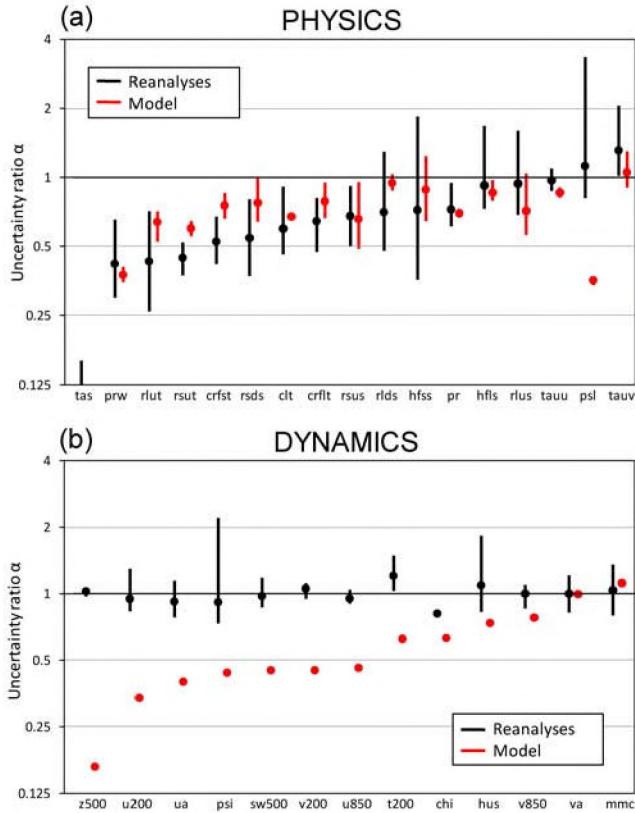 (a) PHYSICS
4
2
1
0.5
0.25
0.125
Uncertainty ratio α
Reanalyses
Model
tas prw rlut rsut crfst rsds clt crflt rsus rlds hfss pr hfls rlus tauu psl tauv
(b) DYNAMICS
4
2
1
0.5
0.25
0.125
Uncertainty ratio α
Reanalyses
Model
z500 u200 ua psi sw500 v200 u850 t200 chi hus v850 va mmc